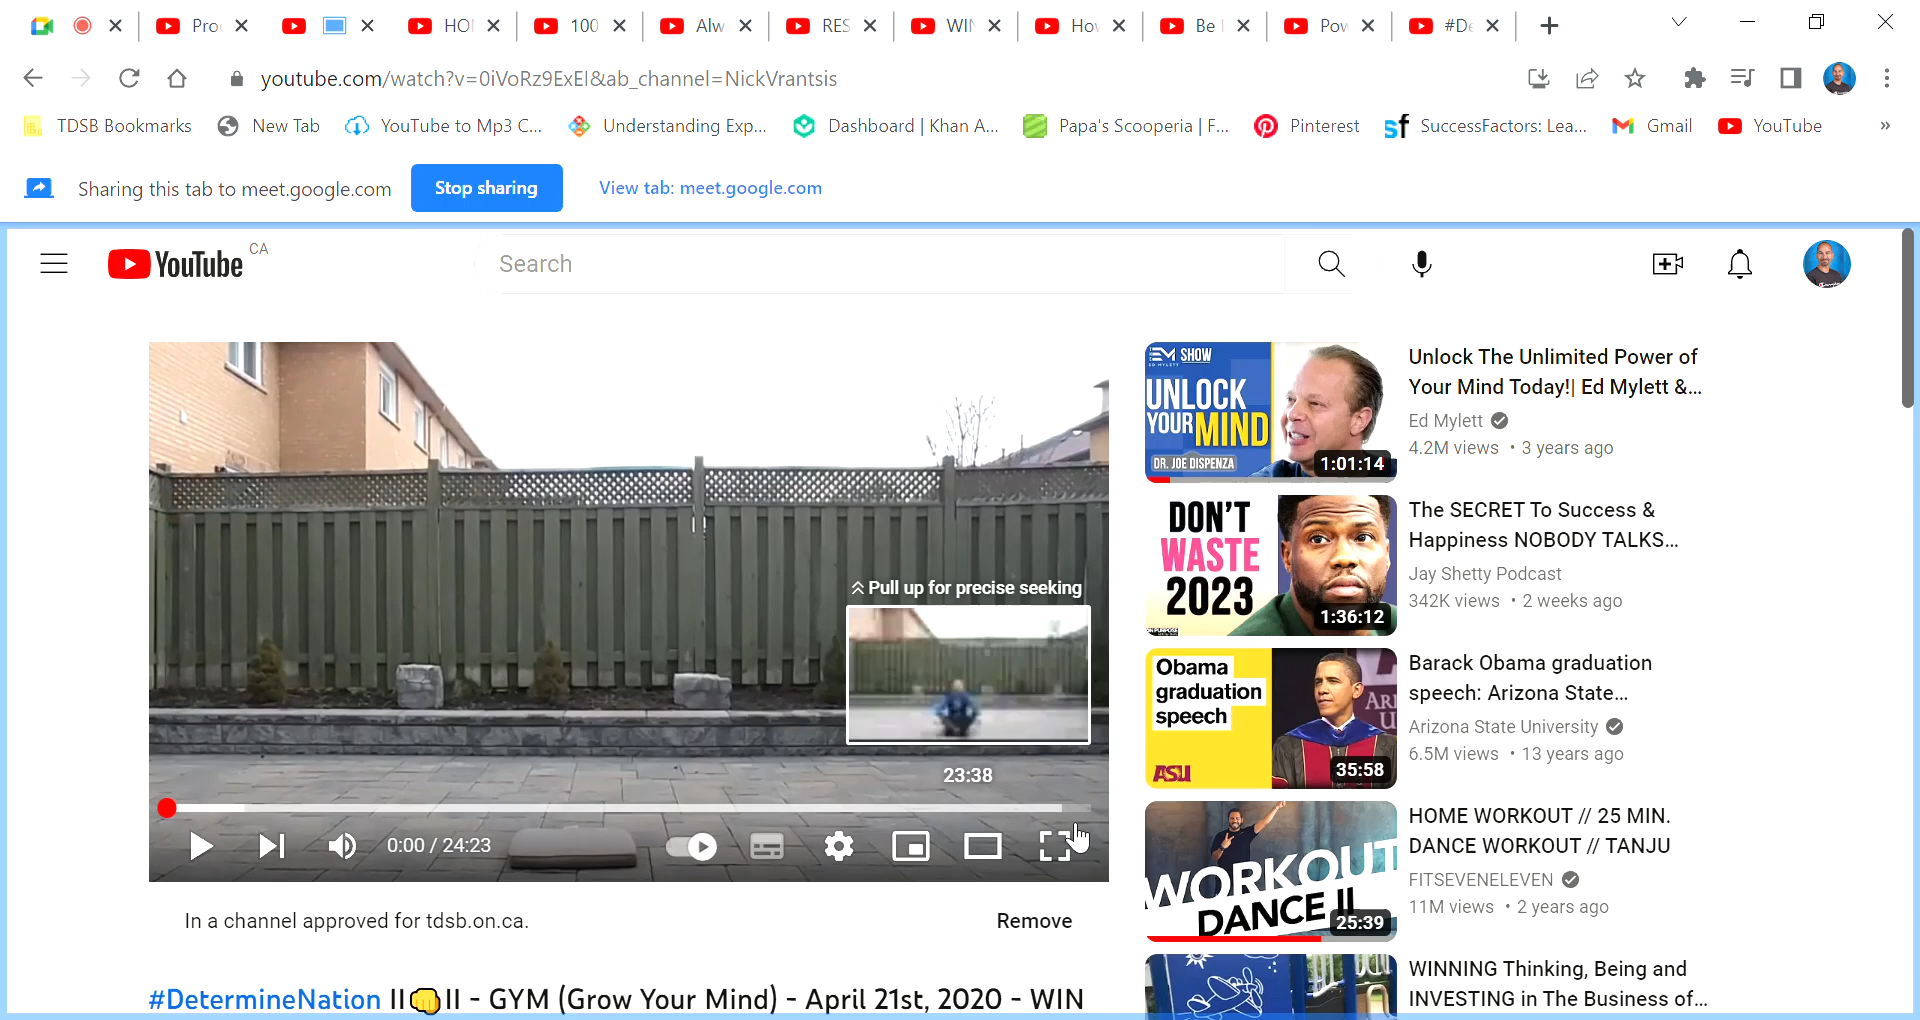 Pro
HO
100
Alw
RES
WIN
Hov
Be
Pow
#De
youtube.com/watch?v=0iVoRz9ExEI&ab_channel=NickVrantsis
TDSB Bookmarks
New Tab
YouTube to Mp3 C...
Understanding Exp...
Dashboard | Khan A...
Papa's Scooperia | F...
Pinterest
SuccessFactors: Lea...
Gmail
YouTube
»
Sharing this tab to meet.google.com
Stop sharing
View tab: meet.google.com
YouTube CA
Search
Pull up for precise seeking
23:38
0:00 / 24:23
In a channel approved for tdsb.on.ca.
Remove
#DetermineNation II👊II - GYM (Grow Your Mind) - April 21st, 2020 - WIN
EM SHOW
ED MYLETT
UNLOCK
YOUR MIND
DR. JOE DISPENZA
1:01:14
Unlock The Unlimited Power of
Your Mind Today!| Ed Mylett &...
Ed Mylett
4.2M views • 3 years ago
DON'T
WASTE
2023
1:36:12
The SECRET To Success &
Happiness NOBODY TALKS...
Jay Shetty Podcast
342K views • 2 weeks ago
Obama
graduation
speech
ASU
35:58
Barack Obama graduation
speech: Arizona State...
Arizona State University
6.5M views • 13 years ago
WORKOUT
DANCE II
25:39
HOME WORKOUT // 25 MIN.
DANCE WORKOUT // TANJU
FITSEVENELEVEN
11M views • 2 years ago
WINNING Thinking, Being and
INVESTING in The Business of...